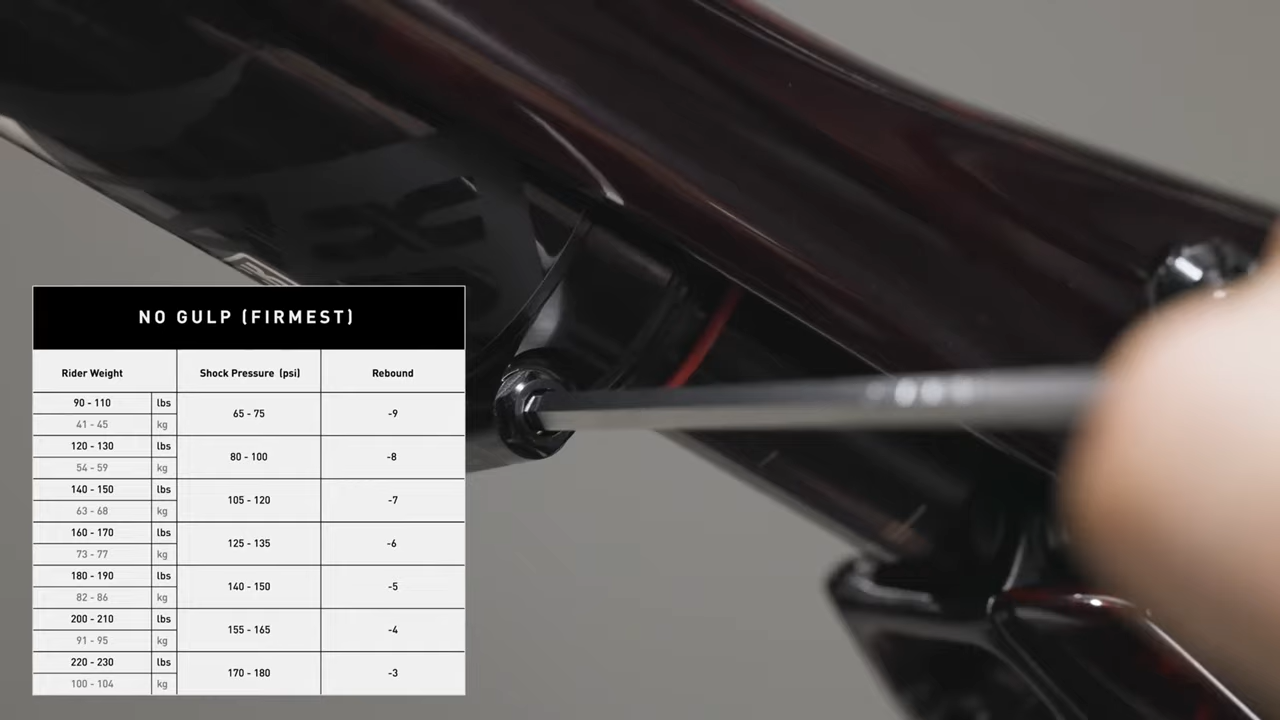 NO GULP (FIRMEST)
Rider Weight Shock Pressure (psi) Rebound
90 - 110 lbs 65 - 75 -9
41 - 45 kg
120 - 130 lbs 80 - 100 -8
54 - 59 kg
140 - 150 lbs 105 - 120 -7
63 - 68 kg
160 - 170 lbs 125 - 135 -6
73 - 77 kg
180 - 190 lbs 140 - 150 -5
82 - 86 kg
200 - 210 lbs 155 - 165 -4
91 - 95 kg
220 - 230 lbs 170 - 180 -3
100 - 104 kg